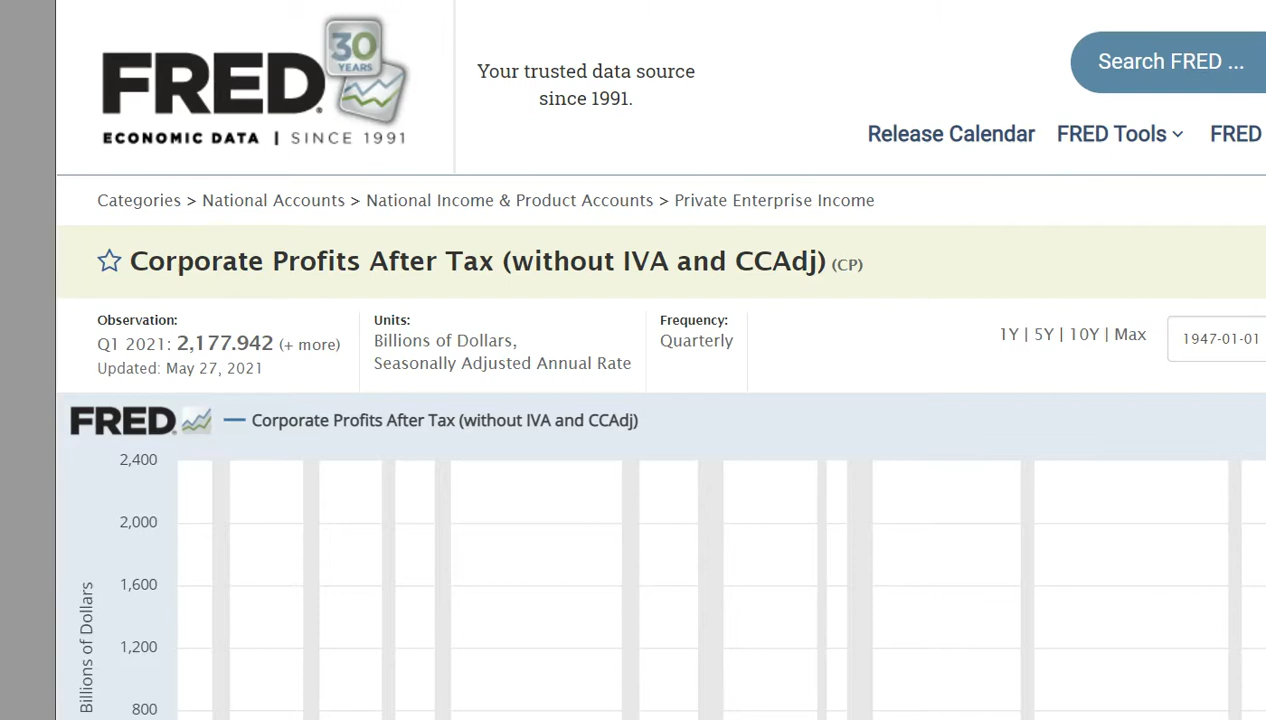 FRED
30
YEARS
ECONOMIC DATA | SINCE 1991
Your trusted data source
since 1991.
Search FRED ...
Release Calendar
FRED Tools
FRED
Categories > National Accounts > National Income & Product Accounts > Private Enterprise Income
Corporate Profits After Tax (without IVA and CCAdj) (CP)
Observation:
Q1 2021: 2,177.942 (+ more)
Updated: May 27, 2021
Units:
Billions of Dollars,
Seasonally Adjusted Annual Rate
Frequency:
Quarterly
1Y | 5Y | 10Y | Max
1947-01-01
FRED
Corporate Profits After Tax (without IVA and CCAdj)
2,400
2,000
1,600
1,200
800
Billions of Dollars